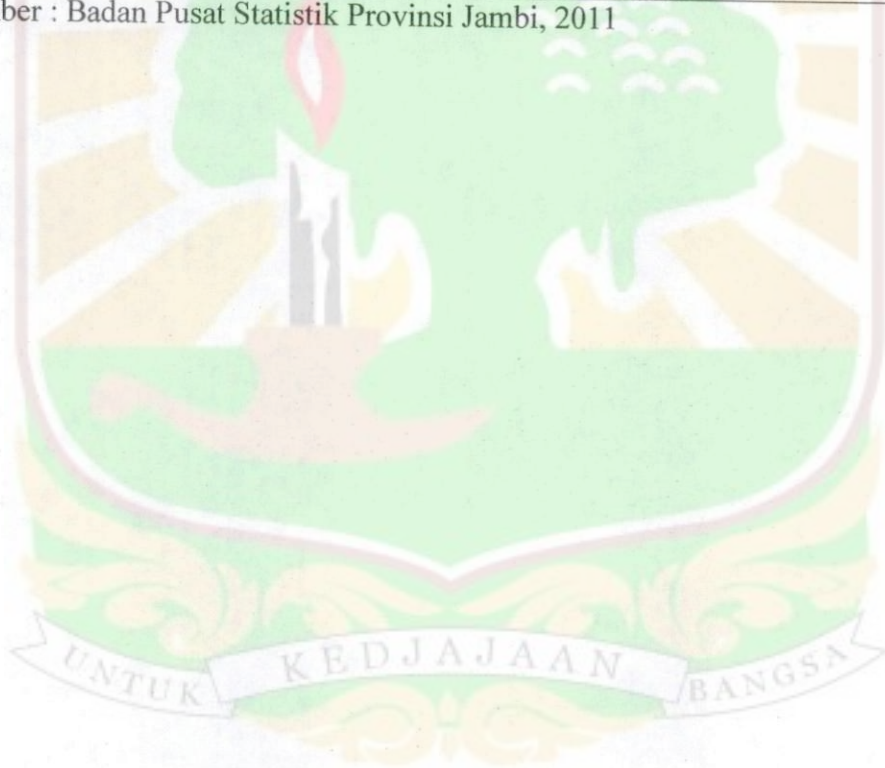 ber : Badan Pusat Statistik Provinsi Jambi, 2011
UNTUK KEDJAJAAN BANGSA